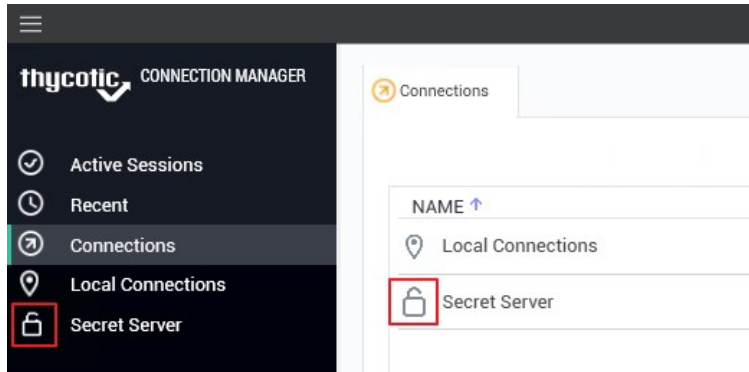 thycotic CONNECTION MANAGER
Active Sessions
Recent
Connections
Local Connections
Secret Server
Connections
NAME
Local Connections
Secret Server